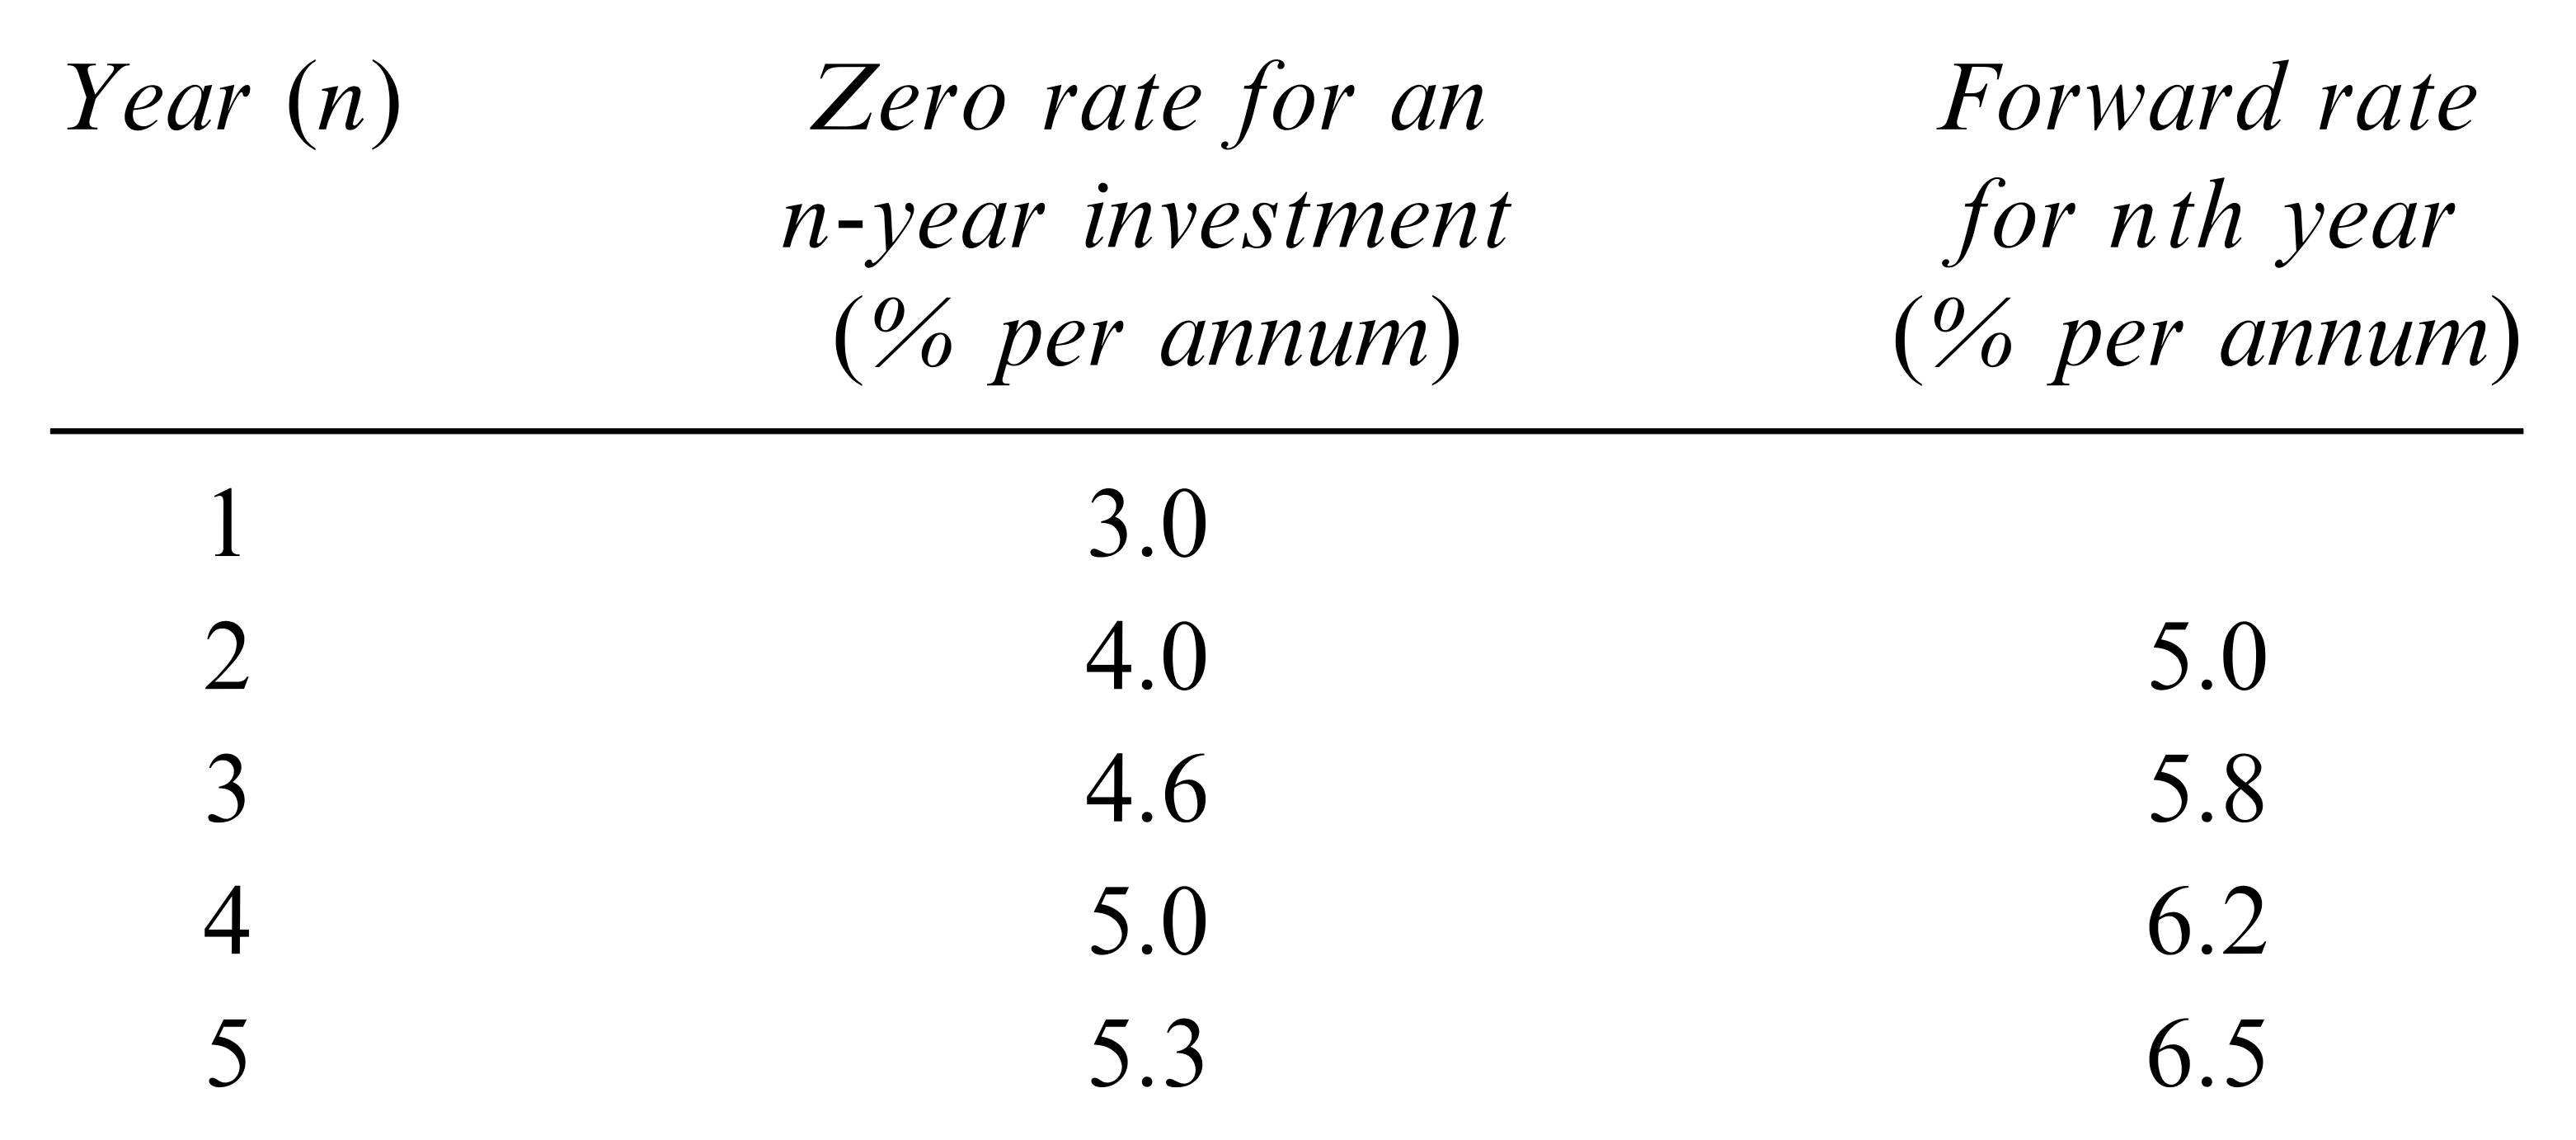 Year (n) Zero rate for an Forward rate
n-year investment for nth year
(% per annum) (% per annum)
1 3.0
2 4.0 5.0
3 4.6 5.8
4 5.0 6.2
5 5.3 6.5